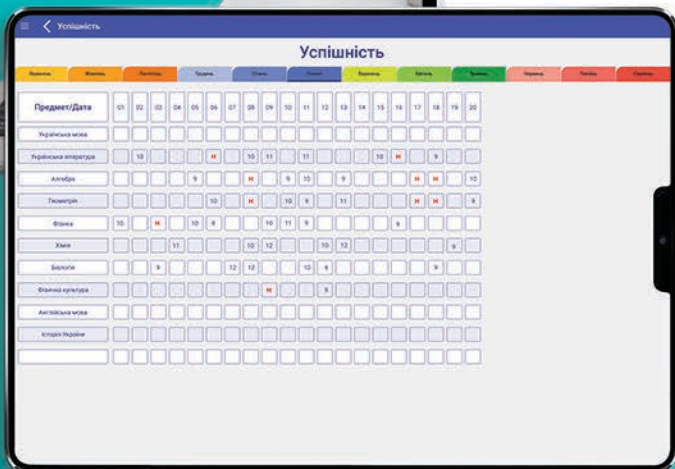 Успішність
Успішність
Вересень Жовтень Листопад Грудень Січень Лютий Березень Квітень Травень Червень Липень Серпень
Предмет/Дата 01 02 03 04 05 06 07 08 09 10 11 12 13 14 15 16 17 18 19 20
Українська мова
Українська література 10 Н 10 11 11 10 Н 9
Алгебра 9 Н 9 10 9 Н Н 10
Геометрія 10 Н 10 9 11 Н Н 9
Фізика 10 Н 10 9 10 11 9 9
Хімія 11 10 12 10 12 9
Біологія 9 12 12 10 9 9
Фізична культура Н 9
Англійська мова
Історія України